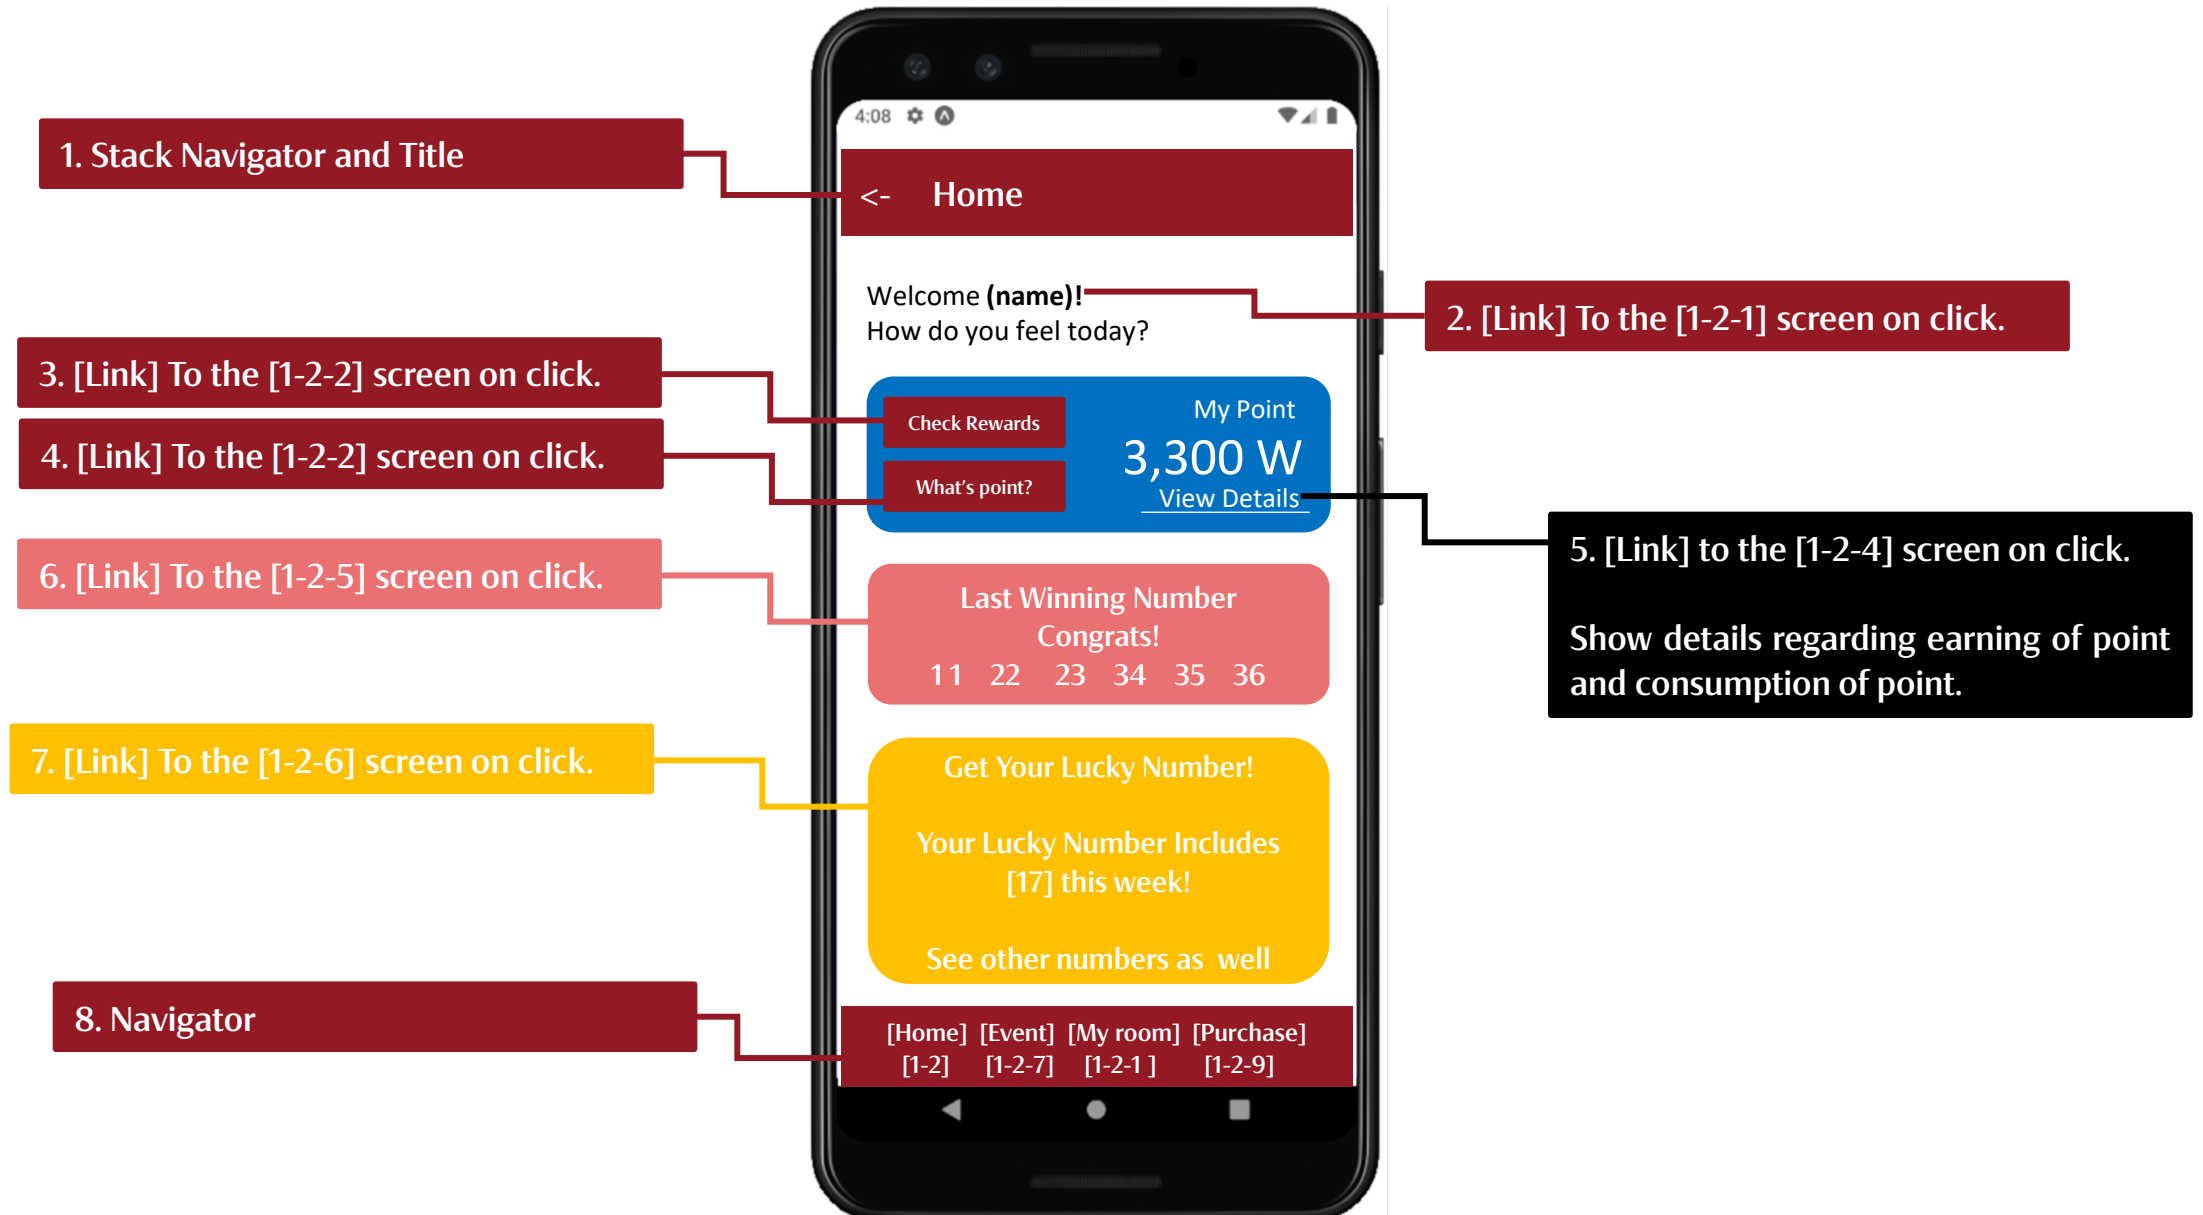 4:08
1. Stack Navigator and Title
<- Home
Welcome (name)!
How do you feel today?
2. [Link] To the [1-2-1] screen on click.
3. [Link] To the [1-2-2] screen on click.
4. [Link] To the [1-2-2] screen on click.
Check Rewards
What's point?
My Point
3,300 W
View Details
5. [Link] to the [1-2-4] screen on click.
Show details regarding earning of point
and consumption of point.
6. [Link] To the [1-2-5] screen on click.
Last Winning Number
Congrats!
11 22 23 34 35 36
7. [Link] To the [1-2-6] screen on click.
Get Your Lucky Number!
Your Lucky Number Includes
[17] this week!
See other numbers as well
8. Navigator
[Home] [Event] [My room] [Purchase]
[1-2] [1-2-7] [1-2-1 ] [1-2-9]